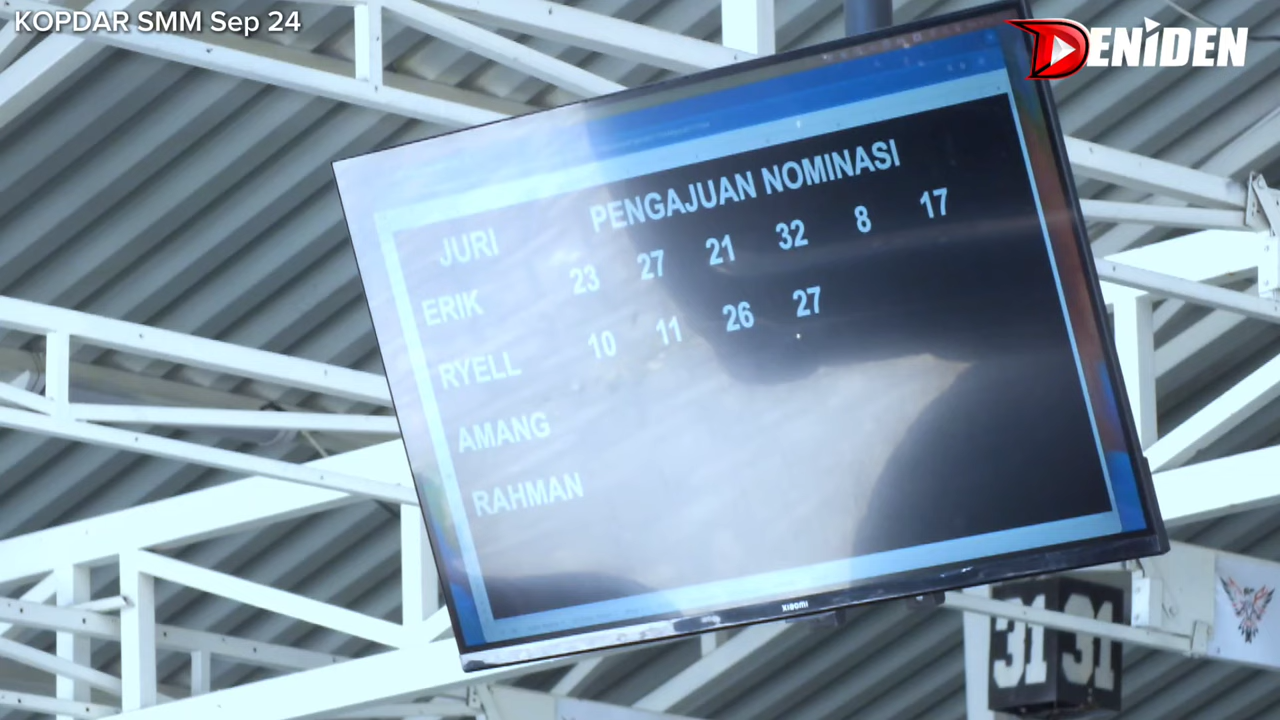 KOPDAR SMM Sep 24
DENIDEN
JURI PENGAJUAN NOMINASI
ERIK 23 27 21 32 8 17
RYELL 10 11 26 27
AMANG
RAHMAN
xiaomi
31 31